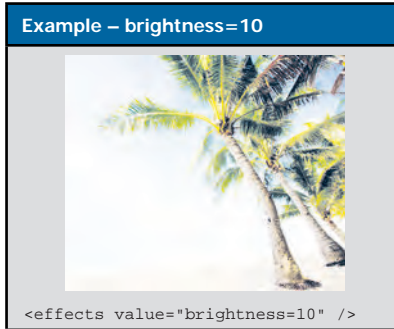 Example – brightness=10
<effects value="brightness=10" />